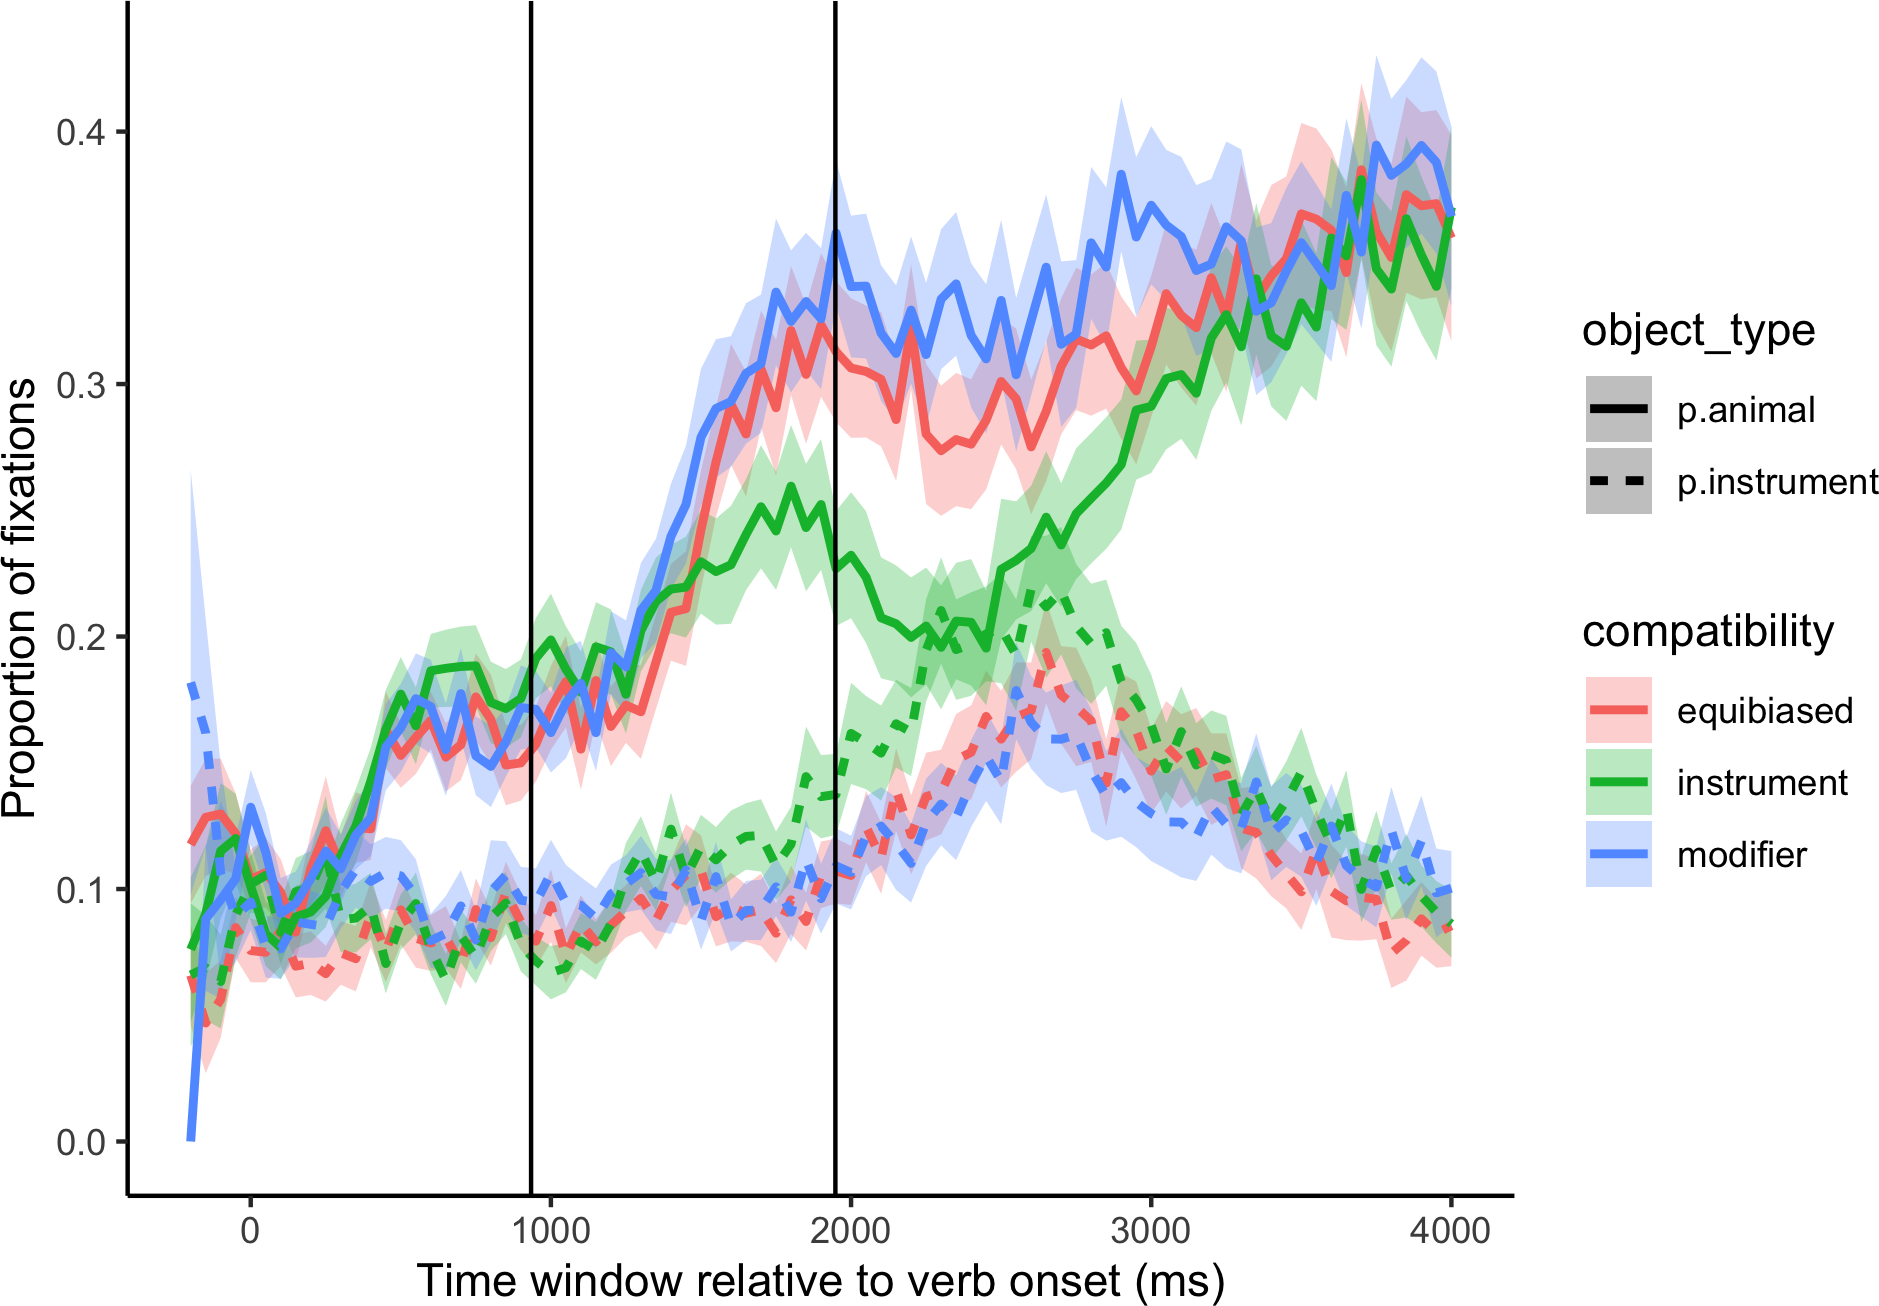 Proportion of fixations
0.4
0.3
0.2
0.1
0.0
0
1000
2000
3000
4000
Time window relative to verb onset (ms)
object_type
p.animal
p.instrument
compatibility
equibiased
instrument
modifier